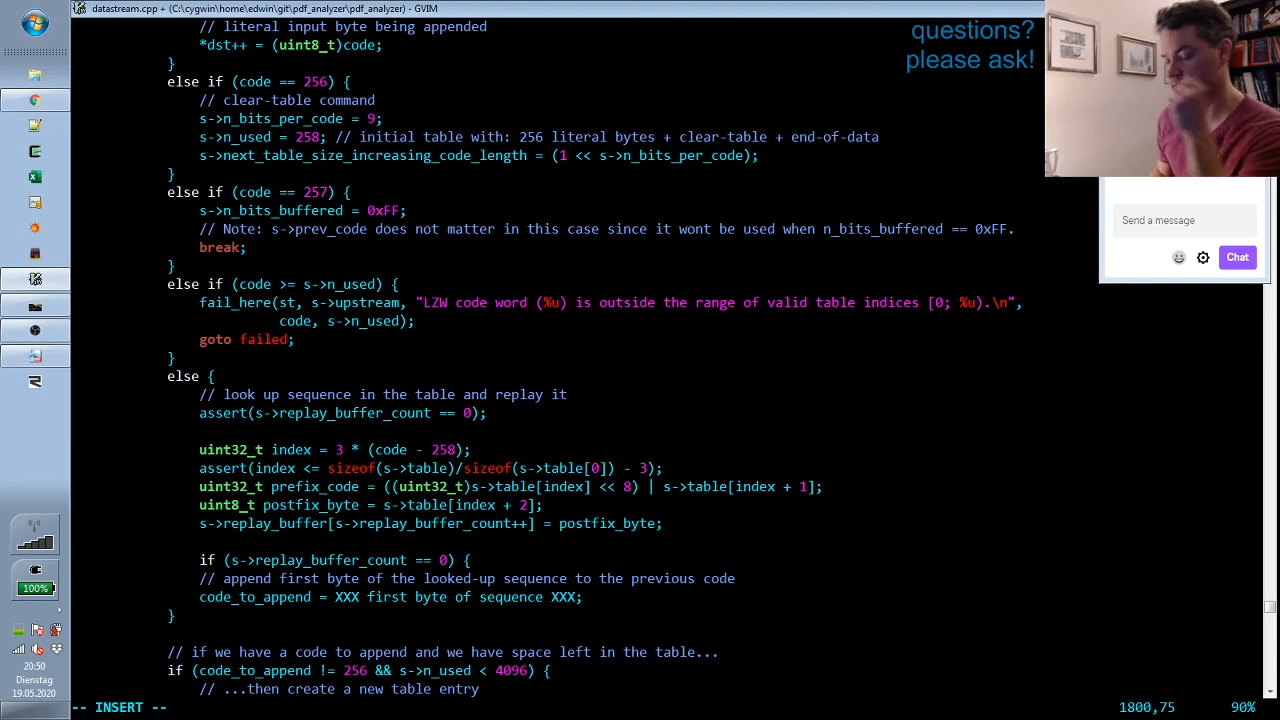 datastream.cpp + (C:\cygwin\home\edwin\git\pdf_analyzer\pdf_analyzer) - GVIM
// literal input byte being appended
*dst++ = (uint8_t)code;
}
else if (code == 256) {
// clear-table command
s->n_bits_per_code = 9;
s->n_used = 258; // initial table with: 256 literal bytes + clear-table + end-of-data
s->next_table_size_increasing_code_length = (1 << s->n_bits_per_code);
}
else if (code == 257) {
s->n_bits_buffered = 0xFF;
// Note: s->prev_code does not matter in this case since it wont be used when n_bits_buffered == 0xFF.
break;
}
else if (code >= s->n_used) {
fail_here(st, s->upstream, "LZW code word (%u) is outside the range of valid table indices [0; %u).\n",
code, s->n_used);
goto failed;
}
else {
// look up sequence in the table and replay it
assert(s->replay_buffer_count == 0);
uint32_t index = 3 * (code - 258);
assert(index <= sizeof(s->table)/sizeof(s->table[0]) - 3);
uint32_t prefix_code = ((uint32_t)s->table[index] << 8) | s->table[index + 1];
uint8_t postfix_byte = s->table[index + 2];
s->replay_buffer[s->replay_buffer_count++] = postfix_byte;
if (s->replay_buffer_count == 0) {
// append first byte of the looked-up sequence to the previous code
code_to_append = XXX first byte of sequence XXX;
}
// if we have a code to append and we have space left in the table...
if (code_to_append != 256 && s->n_used < 4096) {
// ...then create a new table entry
-- INSERT --
1800,75
90%
questions?
please ask!
Send a message
Chat
100%
20:50
Dienstag
19.05.2020